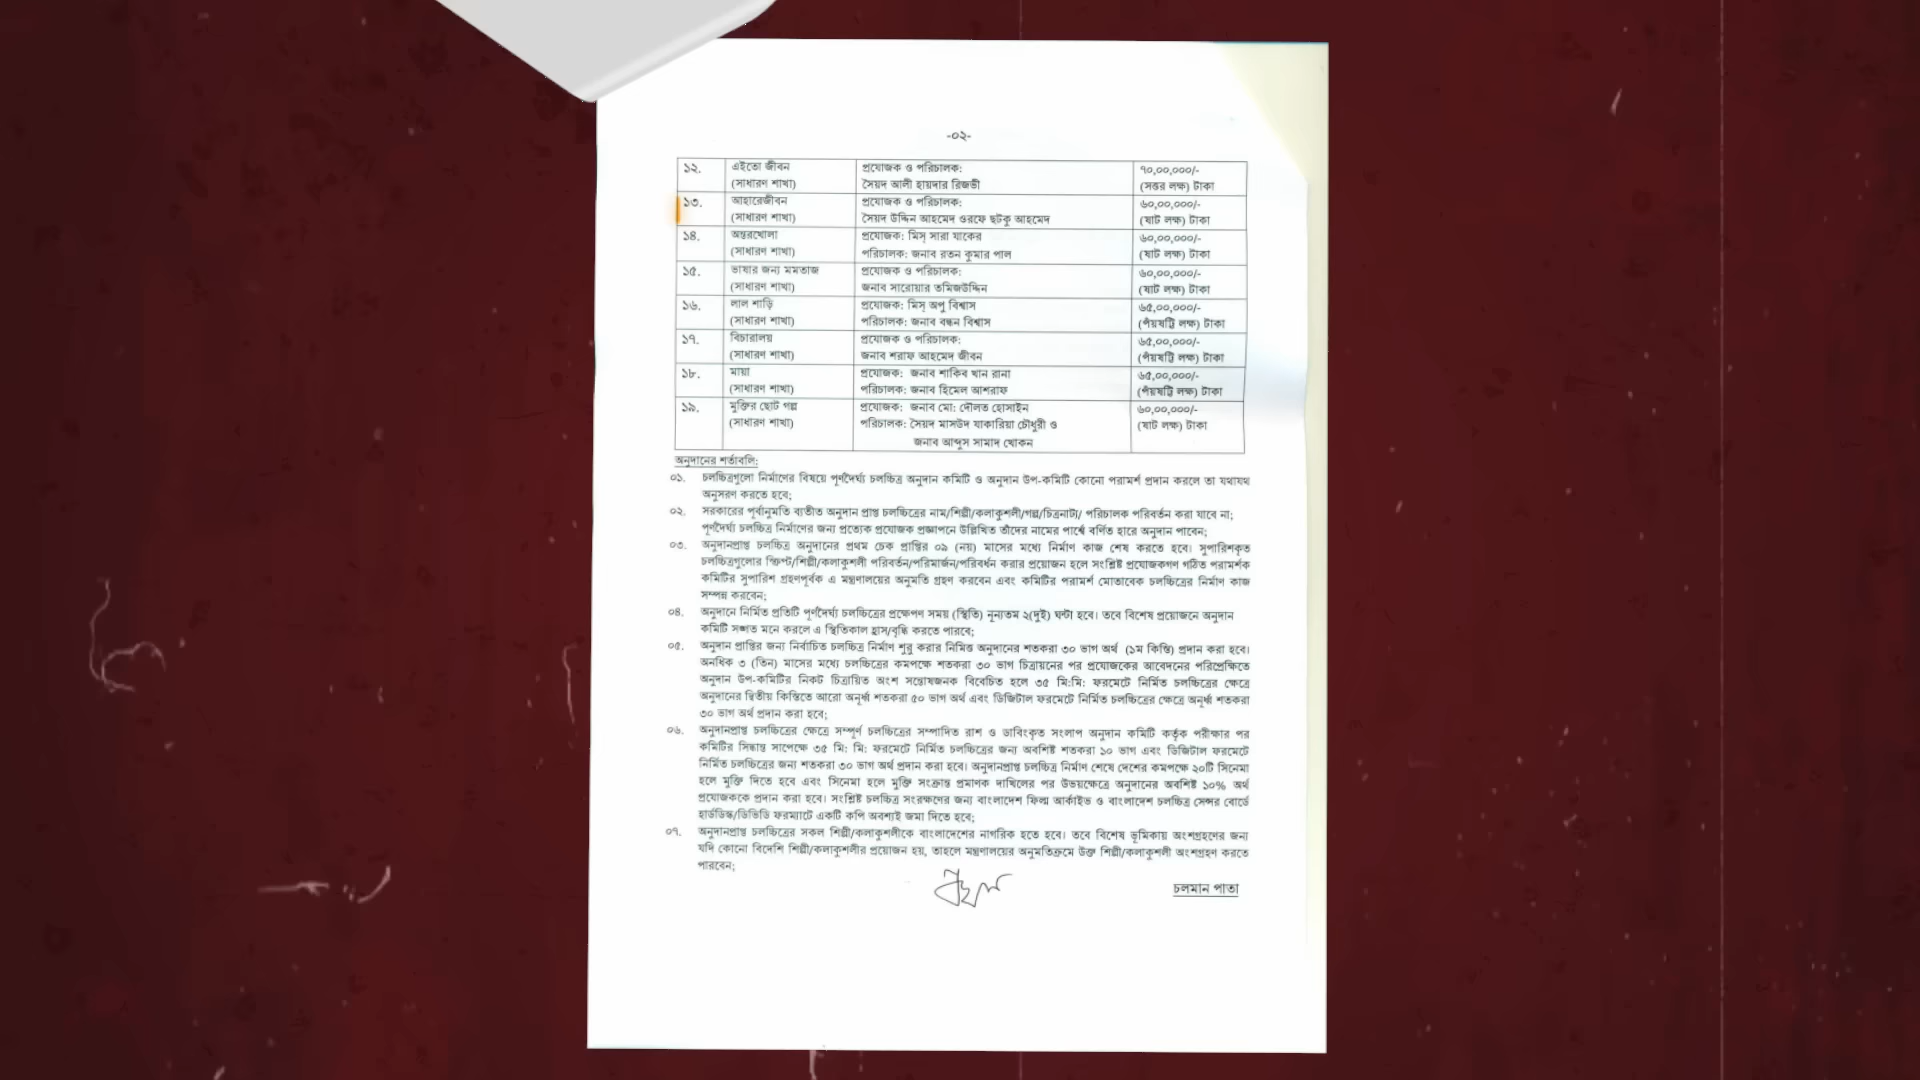 -০২-
১২. এইতো জীবন প্রযোজক ও পরিচালক: ৭০,০০,০০০/-
(সাধারণ শাখা) সৈয়দ আলী হায়দার রিজভী (সত্তর লক্ষ) টাকা
১৩. আহারেজীবন প্রযোজক ও পরিচালক: ৬০,০০,০০০/-
(সাধারণ শাখা) সৈয়দ উদ্দিন আহমেদ ওরফে ছটকু আহমেদ (ষাট লক্ষ) টাকা
১৪. অন্তরখোলা প্রযোজক: মিস্ সারা যাকের ৬০,০০,০০০/-
(সাধারণ শাখা) পরিচালক: জনাব রতন কুমার পাল (ষাট লক্ষ) টাকা
১৫. ভাষার জন্য মমতাজ প্রযোজক ও পরিচালক: ৬০,০০,০০০/-
(সাধারণ শাখা) জনাব সারোয়ার তমিজউদ্দিন (ষাট লক্ষ) টাকা
১৬. লাল শাড়ি প্রযোজক: মিস্ অপু বিশ্বাস ৬৫,০০,০০০/-
(সাধারণ শাখা) পরিচালক: জনাব বন্ধন বিশ্বাস (পঁয়ষট্টি লক্ষ) টাকা
১৭. বিচারালয় প্রযোজক ও পরিচালক: ৬৫,০০,০০০/-
(সাধারণ শাখা) জনাব শরাফ আহমেদ জীবন (পঁয়ষট্টি লক্ষ) টাকা
১৮. মায়া প্রযোজক: জনাব শাকিব খান রানা ৬৫,০০,০০০/-
(সাধারণ শাখা) পরিচালক: জনাব হিমেল আশরাফ (পঁয়ষট্টি লক্ষ) টাকা
১৯. মুক্তির ছোট গল্প প্রযোজক: জনাব মো: দৌলত হোসাইন ৬০,০০,০০০/-
(সাধারণ শাখা) পরিচালক: সৈয়দ মাসউদ যাকারিয়া চৌধুরী ও (ষাট লক্ষ) টাকা
জনাব আব্দুস সামাদ খোকন
অনুদানের শর্তাবলি:
০১. চলচ্চিত্রগুলো নির্মাণের বিষয়ে পূর্ণদৈর্ঘ্য চলচ্চিত্র অনুদান কমিটি ও অনুদান উপ-কমিটি কোনো পরামর্শ প্রদান করলে তা যথাযথ
অনুসরণ করতে হবে;
০২. সরকারের পূর্বানুমতি ব্যতীত অনুদান প্রাপ্ত চলচ্চিত্রের নাম/শিল্পী/কলাকুশলী/গল্প/চিত্রনাট্য/ পরিচালক পরিবর্তন করা যাবে না;
পূর্ণদৈর্ঘ্য চলচ্চিত্র নির্মাণের জন্য প্রত্যেক প্রযোজক প্রজ্ঞাপনে উল্লিখিত তাঁদের নামের পার্শ্বে বর্ণিত হারে অনুদান পাবেন;
০৩. অনুদানপ্রাপ্ত চলচ্চিত্র অনুদানের প্রথম চেক প্রাপ্তির ০৯ (নয়) মাসের মধ্যে নির্মাণ কাজ শেষ করতে হবে। সুপারিশকৃত
চলচ্চিত্রগুলোর স্ক্রিপ্ট/শিল্পী/কলাকুশলী পরিবর্তন/পরিমার্জন/পরিবর্ধন করার প্রয়োজন হলে সংশ্লিষ্ট প্রযোজকগণ গঠিত পরামর্শক
কমিটির সুপারিশ গ্রহণপূর্বক এ মন্ত্রণালয়ের অনুমতি গ্রহণ করবেন এবং কমিটির পরামর্শ মোতাবেক চলচ্চিত্রের নির্মাণ কাজ
সম্পন্ন করবেন;
০৪. অনুদানে নির্মিত প্রতিটি পূর্ণদৈর্ঘ্য চলচ্চিত্রের প্রক্ষেপণ সময় (স্থিতি) নূন্যতম ২(দুই) ঘণ্টা হবে। তবে বিশেষ প্রয়োজনে অনুদান
কমিটি সঙ্গত মনে করলে এ স্থিতিকাল হ্রাস/বৃদ্ধি করতে পারবে;
০৫. অনুদান প্রাপ্তির জন্য নির্বাচিত চলচ্চিত্র নির্মাণ শুরু করার নিমিত্ত অনুদানের শতকরা ৩০ ভাগ অর্থ (১ম কিস্তি) প্রদান করা হবে।
অনধিক ৩ (তিন) মাসের মধ্যে চলচ্চিত্রের কমপক্ষে শতকরা ৩০ ভাগ চিত্রায়নের পর প্রযোজকের আবেদনের পরিপ্রেক্ষিতে
অনুদান উপ-কমিটির নিকট চিত্রায়িত অংশ সন্তোষজনক বিবেচিত হলে ৩৫ মি:মি: ফরমেটে নির্মিত চলচ্চিত্রের ক্ষেত্রে
অনুদানের দ্বিতীয় কিস্তিতে আরো অনূর্ধ্ব শতকরা ৫০ ভাগ অর্থ এবং ডিজিটাল ফরমেটে নির্মিত চলচ্চিত্রের ক্ষেত্রে অনূর্ধ্ব শতকরা
৩০ ভাগ অর্থ প্রদান করা হবে;
০৬. অনুদানপ্রাপ্ত চলচ্চিত্রের ক্ষেত্রে সম্পূর্ণ চলচ্চিত্রের সম্পাদিত রাশ ও ডাবিংকৃত সংলাপ অনুদান কমিটি কর্তৃক পরীক্ষার পর
কমিটির সিদ্ধান্ত সাপেক্ষে ৩৫ মি: মি: ফরমেটে নির্মিত চলচ্চিত্রের জন্য অবশিষ্ট শতকরা ১০ ভাগ এবং ডিজিটাল ফরমেটে
নির্মিত চলচ্চিত্রের জন্য শতকরা ৩০ ভাগ অর্থ প্রদান করা হবে। অনুদানপ্রাপ্ত চলচ্চিত্র নির্মাণ শেষে দেশের কমপক্ষে ২০টি সিনেমা
হলে মুক্তি দিতে হবে এবং সিনেমা হলে মুক্তি সংক্রান্ত প্রমাণক দাখিলের পর উভয়ক্ষেত্রে অনুদানের অবশিষ্ট ১০% অর্থ
প্রযোজককে প্রদান করা হবে। সংশ্লিষ্ট চলচ্চিত্র সংরক্ষণের জন্য বাংলাদেশ ফিল্ম আর্কাইভ ও বাংলাদেশ চলচ্চিত্র সেন্সর বোর্ডে
হার্ডডিস্ক/ডিভিডি ফরম্যাটে একটি কপি অবশ্যই জমা দিতে হবে;
০৭. অনুদানপ্রাপ্ত চলচ্চিত্রের সকল শিল্পী/কলাকুশলীকে বাংলাদেশের নাগরিক হতে হবে। তবে বিশেষ ভূমিকায় অংশগ্রহণের জন্য
যদি কোনো বিদেশি শিল্পী/কলাকুশলীর প্রয়োজন হয়, তাহলে মন্ত্রণালয়ের অনুমতিক্রমে উক্ত শিল্পী/কলাকুশলী অংশগ্রহণ করতে
পারবেন;
চলমান পাতা